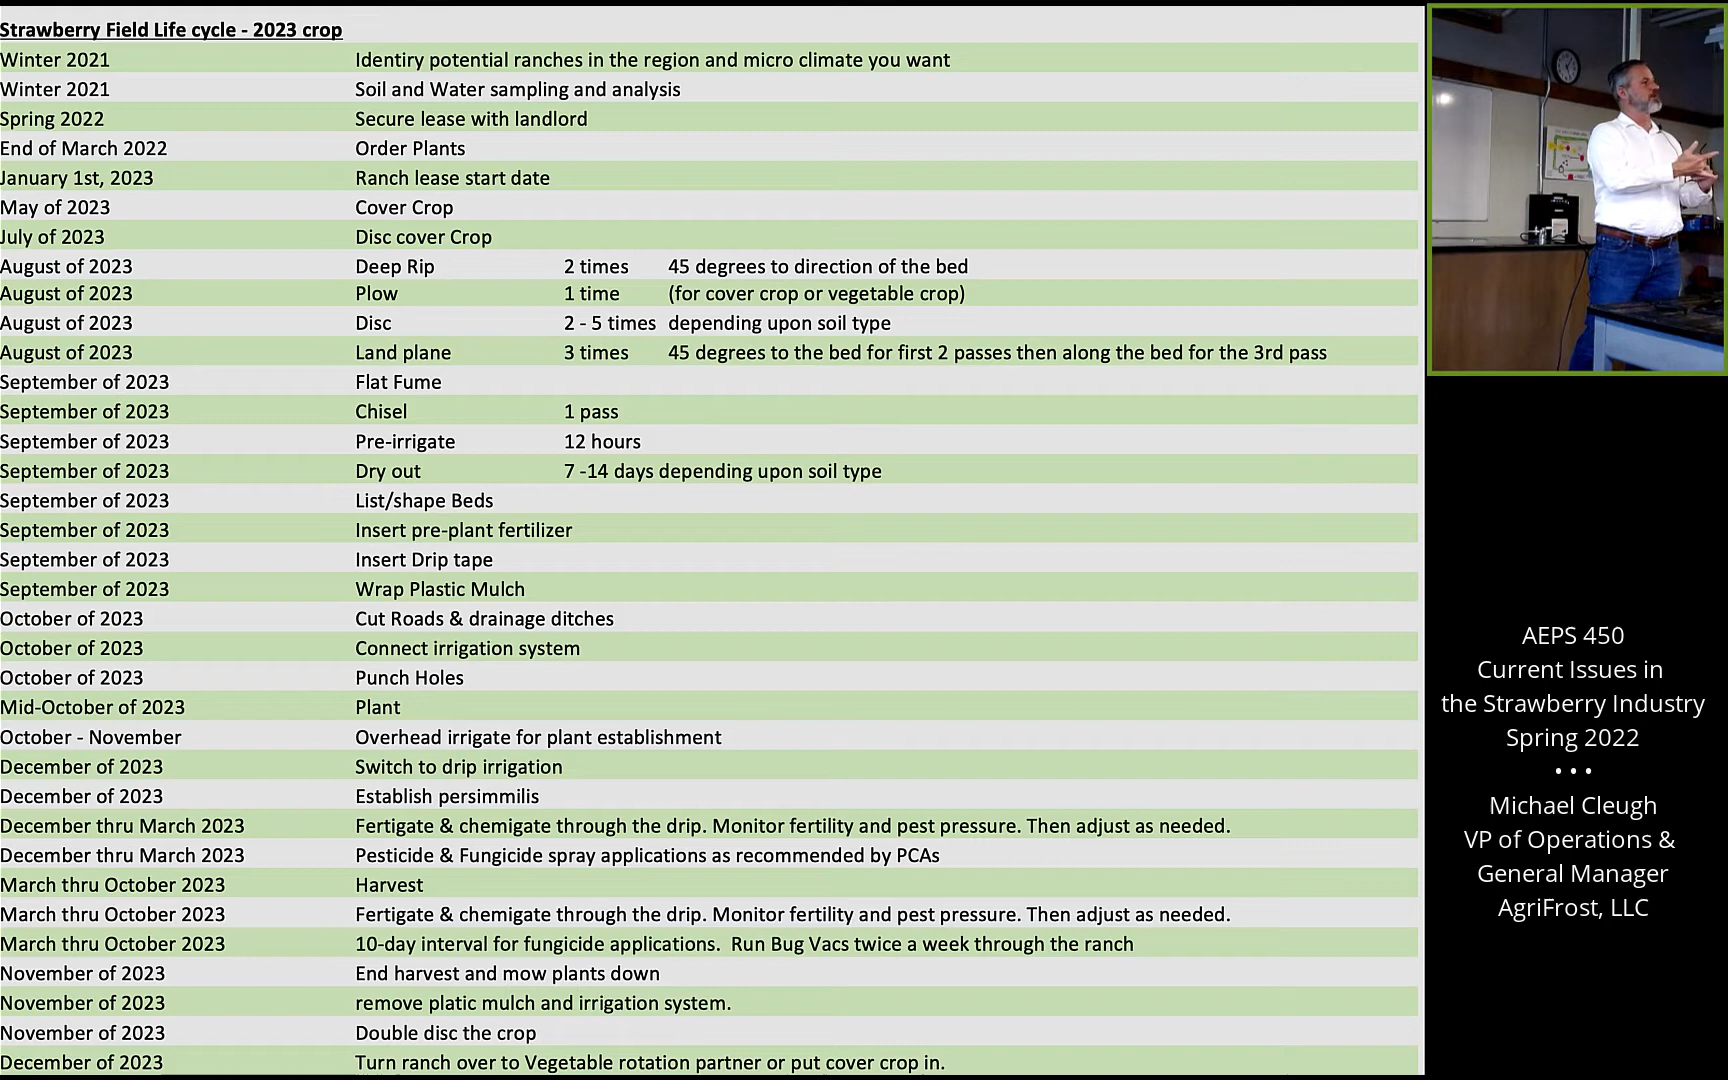 Strawberry Field Life cycle - 2023 crop
Winter 2021 Identiry potential ranches in the region and micro climate you want
Winter 2021 Soil and Water sampling and analysis
Spring 2022 Secure lease with landlord
End of March 2022 Order Plants
January 1st, 2023 Ranch lease start date
May of 2023 Cover Crop
July of 2023 Disc cover Crop
August of 2023 Deep Rip 2 times 45 degrees to direction of the bed
August of 2023 Plow 1 time (for cover crop or vegetable crop)
August of 2023 Disc 2 - 5 times depending upon soil type
August of 2023 Land plane 3 times 45 degrees to the bed for first 2 passes then along the bed for the 3rd pass
September of 2023 Flat Fume
September of 2023 Chisel 1 pass
September of 2023 Pre-irrigate 12 hours
September of 2023 Dry out 7 -14 days depending upon soil type
September of 2023 List/shape Beds
September of 2023 Insert pre-plant fertilizer
September of 2023 Insert Drip tape
September of 2023 Wrap Plastic Mulch
October of 2023 Cut Roads & drainage ditches
October of 2023 Connect irrigation system
October of 2023 Punch Holes
Mid-October of 2023 Plant
October - November Overhead irrigate for plant establishment
December of 2023 Switch to drip irrigation
December of 2023 Establish persimmilis
December thru March 2023 Fertigate & chemigate through the drip. Monitor fertility and pest pressure. Then adjust as needed.
December thru March 2023 Pesticide & Fungicide spray applications as recommended by PCAs
March thru October 2023 Harvest
March thru October 2023 Fertigate & chemigate through the drip. Monitor fertility and pest pressure. Then adjust as needed.
March thru October 2023 10-day interval for fungicide applications. Run Bug Vacs twice a week through the ranch
November of 2023 End harvest and mow plants down
November of 2023 remove platic mulch and irrigation system.
November of 2023 Double disc the crop
December of 2023 Turn ranch over to Vegetable rotation partner or put cover crop in.
AEPS 450
Current Issues in
the Strawberry Industry
Spring 2022
• • •
Michael Cleugh
VP of Operations &
General Manager
AgriFrost, LLC